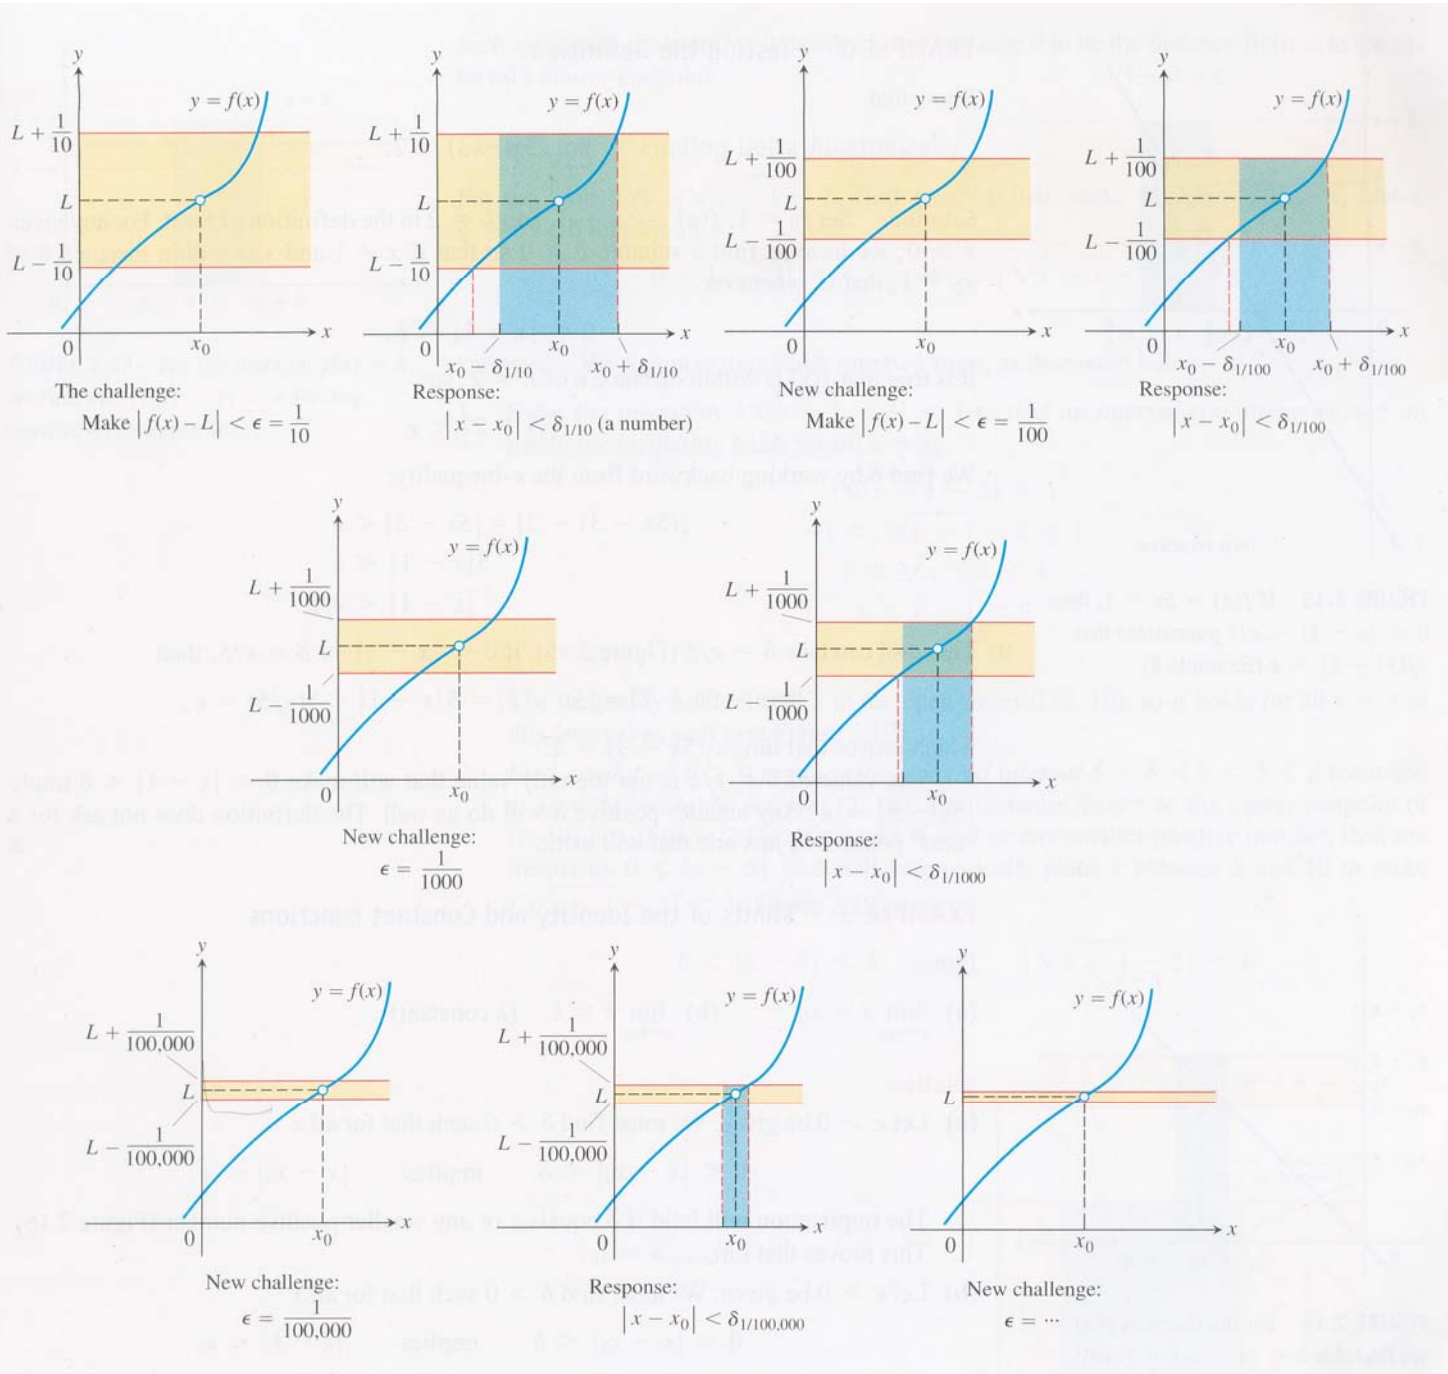 y
y = f(x)
L + 1/10
L
L − 1/10
0
x₀
x
The challenge:
Make |f(x) − L| < ϵ = 1/10
y
y = f(x)
L + 1/10
L
L − 1/10
0
x₀
x
x₀ − δ₁/₁₀
x₀ + δ₁/₁₀
Response:
|x − x₀| < δ₁/₁₀ (a number)
y
y = f(x)
L + 1/100
L
L − 1/100
0
x₀
x
New challenge:
Make |f(x) − L| < ϵ = 1/100
y
y = f(x)
L + 1/100
L
L − 1/100
0
x₀
x
x₀ − δ₁/₁₀₀
x₀ + δ₁/₁₀₀
Response:
|x − x₀| < δ₁/₁₀₀
y
y = f(x)
L + 1/1000
L
L − 1/1000
0
x₀
x
New challenge:
ϵ = 1/1000
y
y = f(x)
L + 1/1000
L
L − 1/1000
0
x₀
x
Response:
|x − x₀| < δ₁/₁₀₀₀
y
y = f(x)
L + 1/100,000
L
L − 1/100,000
0
x₀
x
New challenge:
ϵ = 1/100,000
y
y = f(x)
L + 1/100,000
L
L − 1/100,000
0
x₀
x
Response:
|x − x₀| < δ₁/₁₀₀,₀₀₀
y
y = f(x)
L
0
x₀
x
New challenge:
ϵ = ···